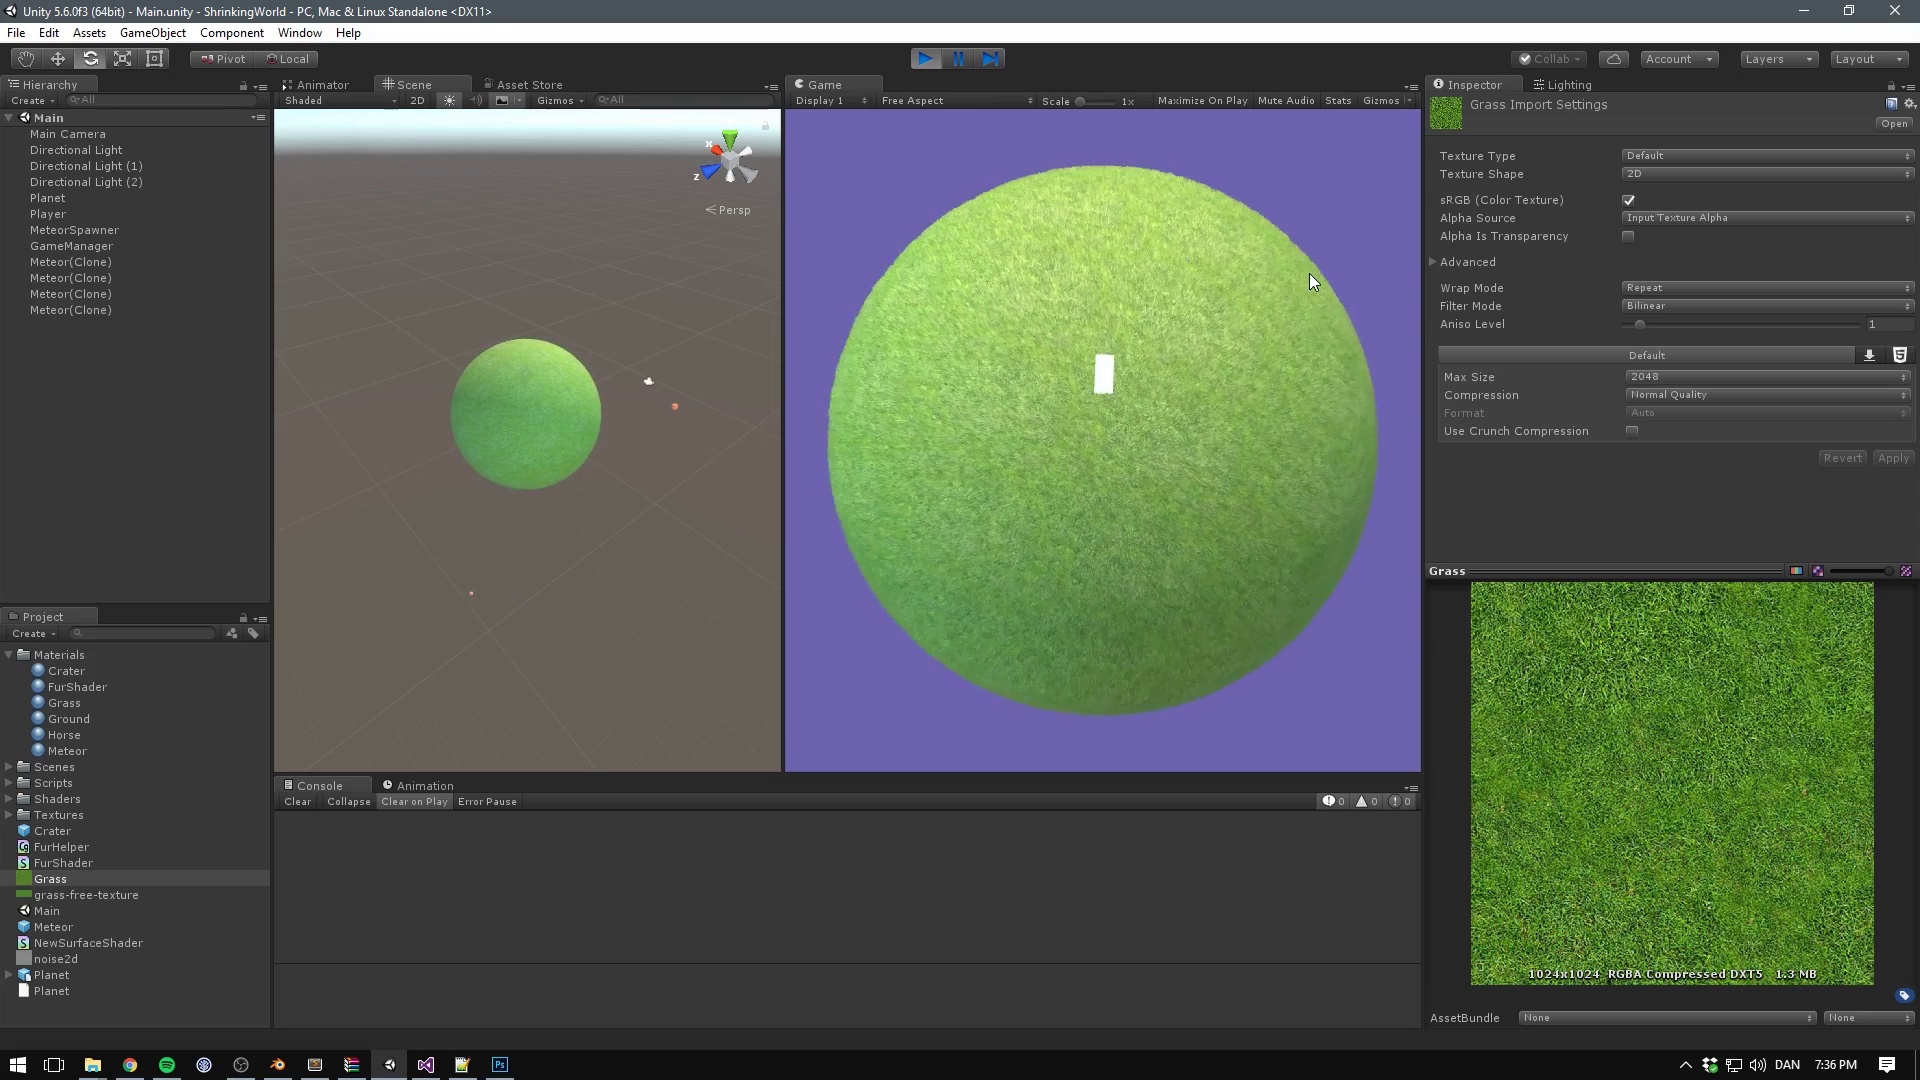 Unity 5.6.0f3 (64bit) - Main.unity - ShrinkingWorld - PC, Mac & Linux Standalone <DX11>
File Edit Assets GameObject Component Window Help
Pivot Local Collab Account Layers Layout
Hierarchy
Create All
Main
Main Camera
Directional Light
Directional Light (1)
Directional Light (2)
Planet
Player
MeteorSpawner
GameManager
Meteor(Clone)
Meteor(Clone)
Meteor(Clone)
Meteor(Clone)
Animator Scene Asset Store
Shaded 2D Gizmos All
x
z
Persp
Game
Display 1 Free Aspect Scale 1x Maximize On Play Mute Audio Stats Gizmos
Inspector Lighting
Grass Import Settings
Open
Texture Type Default
Texture Shape 2D
sRGB (Color Texture)
Alpha Source Input Texture Alpha
Alpha Is Transparency
Advanced
Wrap Mode Repeat
Filter Mode Bilinear
Aniso Level 1
Default
Max Size 2048
Compression Normal Quality
Format Auto
Use Crunch Compression
Revert Apply
Grass
1024x1024 RGBA Compressed DXT5 1.3 MB
AssetBundle None None
Project
Create
Materials
Crater
FurShader
Grass
Ground
Horse
Meteor
Scenes
Scripts
Shaders
Textures
Crater
FurHelper
FurShader
Grass
grass-free-texture
Main
Meteor
NewSurfaceShader
noise2d
Planet
Planet
Console Animation
Clear Collapse Clear on Play Error Pause 0 0 0
Ps
DAN 7:36 PM